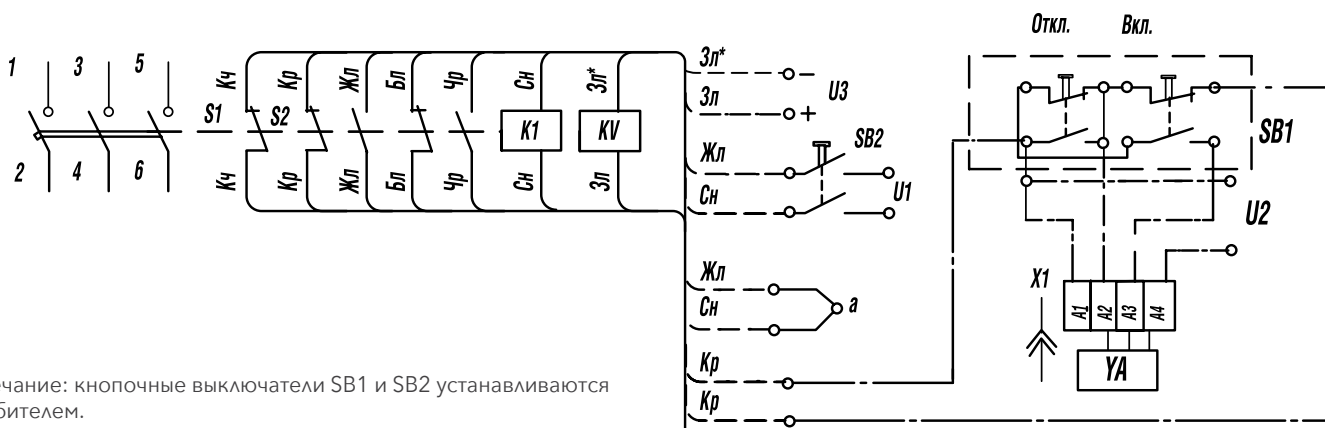 Откл. Вкл.
1 3 5
Кч Кр Жл Бл Чр Сн Зл*
Зл*
U3
Зл
S1 S2 K1 KV
SB2
SB1
2 4 6
Кч Кр Жл Бл Чр Сн Зл
Жл
Сн
U1
U2
Жл
Сн
а
X1
A1 A2 A3 A4
YA
Кр
Кр
чание: кнопочные выключатели SB1 и SB2 устанавливаются
бителем.